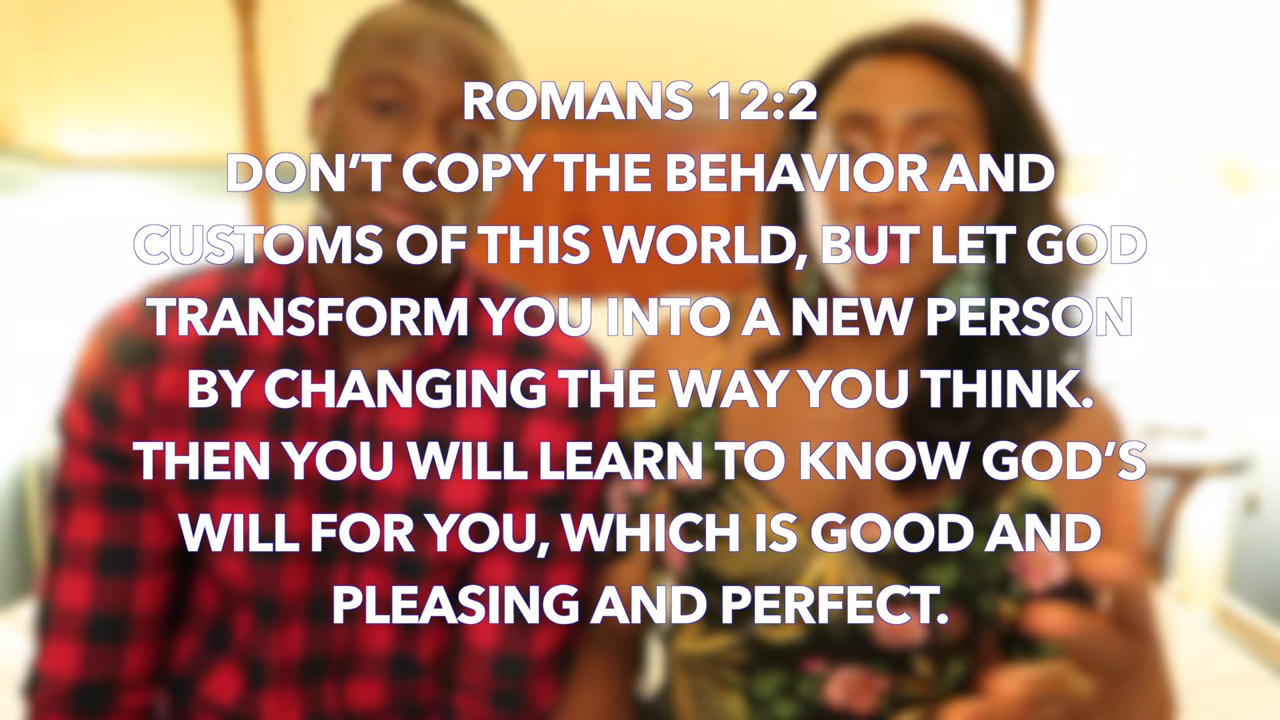 ROMANS 12:2
DON’T COPY THE BEHAVIOR AND
CUSTOMS OF THIS WORLD, BUT LET GOD
TRANSFORM YOU INTO A NEW PERSON
BY CHANGING THE WAY YOU THINK.
THEN YOU WILL LEARN TO KNOW GOD’S
WILL FOR YOU, WHICH IS GOOD AND
PLEASING AND PERFECT.